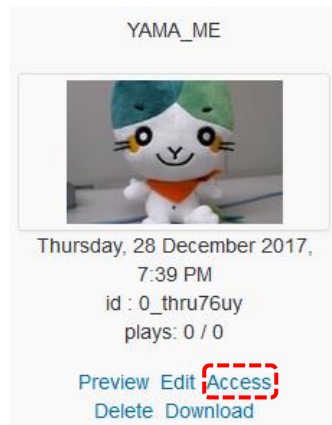 YAMA_ME
Thursday, 28 December 2017,
7:39 PM
id : 0_thru76uy
plays: 0 / 0
Preview Edit Access
Delete Download